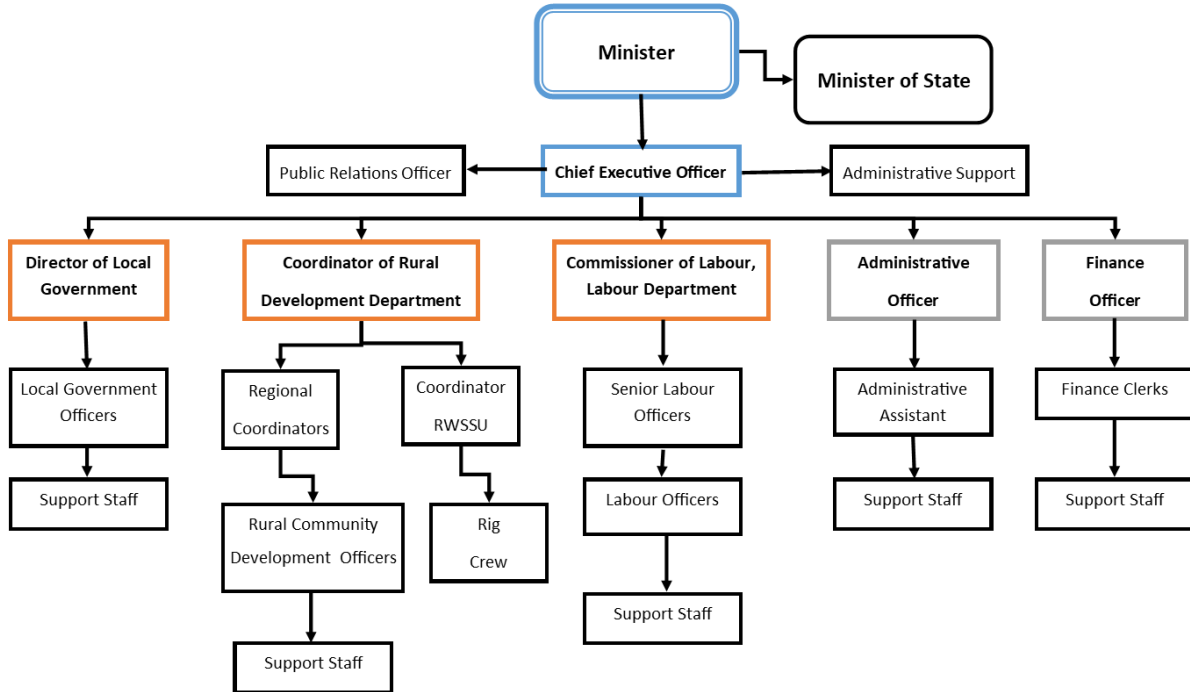 Minister
Minister of State
Public Relations Officer
Chief Executive Officer
Administrative Support
Director of Local
Government
Coordinator of Rural
Development Department
Commissioner of Labour,
Labour Department
Administrative
Officer
Finance
Officer
Local Government
Officers
Regional
Coordinators
Coordinator
RWSSU
Senior Labour
Officers
Administrative
Assistant
Finance Clerks
Support Staff
Rural Community
Development Officers
Rig
Crew
Labour Officers
Support Staff
Support Staff
Support Staff
Support Staff